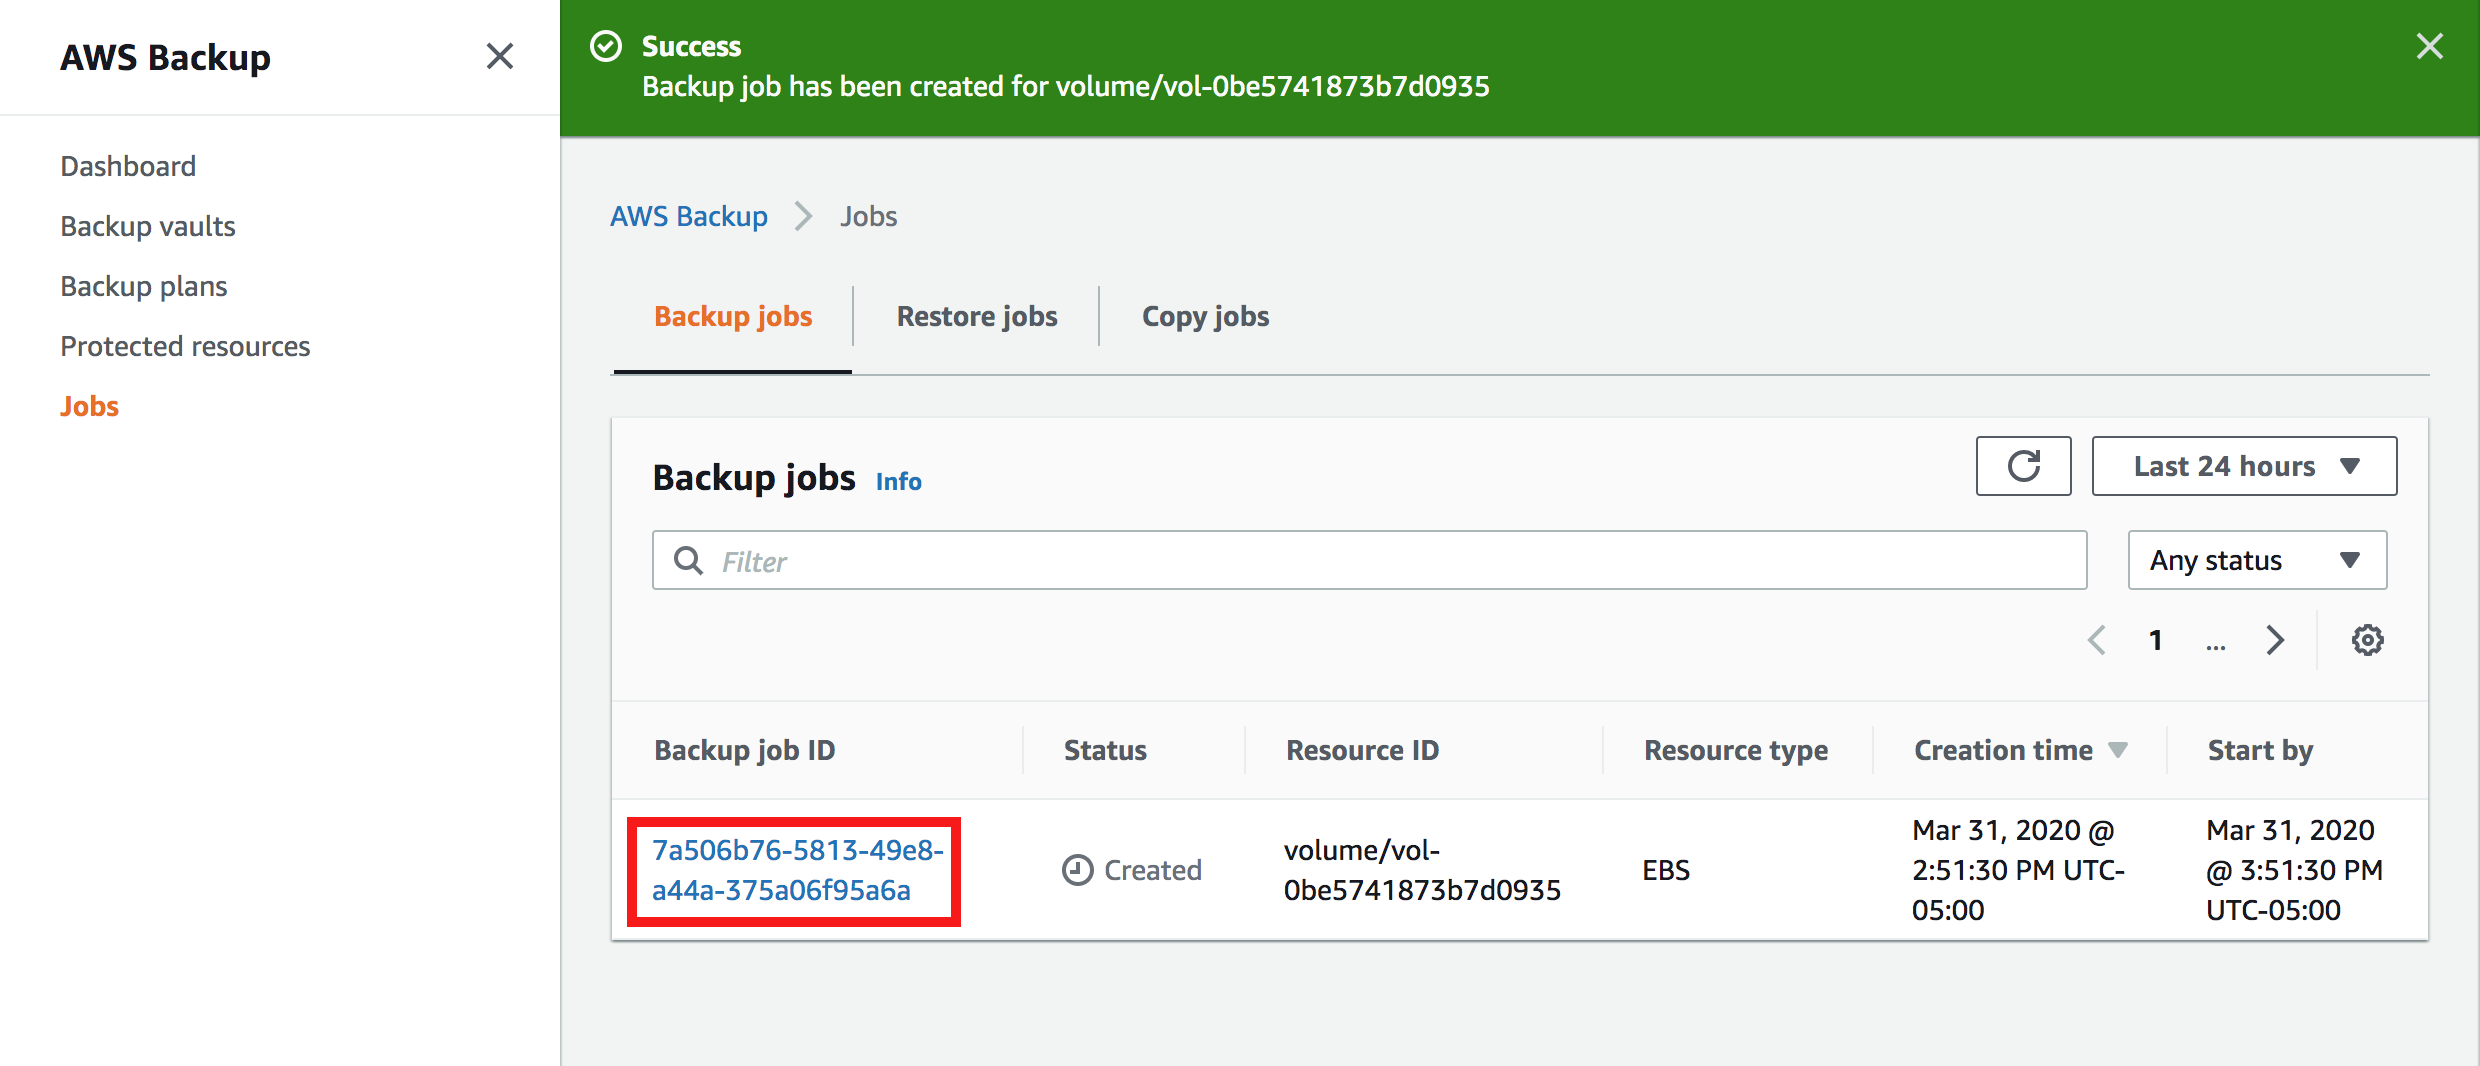 AWS Backup
Dashboard
Backup vaults
Backup plans
Protected resources
Jobs
Success
Backup job has been created for volume/vol-0be5741873b7d0935
AWS Backup Jobs
Backup jobs Restore jobs Copy jobs
Backup jobs Info
Last 24 hours
Filter
Any status
1 ...
Backup job ID Status Resource ID Resource type Creation time Start by
7a506b76-5813-49e8-
a44a-375a06f95a6a
Created
volume/vol-
0be5741873b7d0935
EBS
Mar 31, 2020 @
2:51:30 PM UTC-
05:00
Mar 31, 2020
@ 3:51:30 PM
UTC-05:00